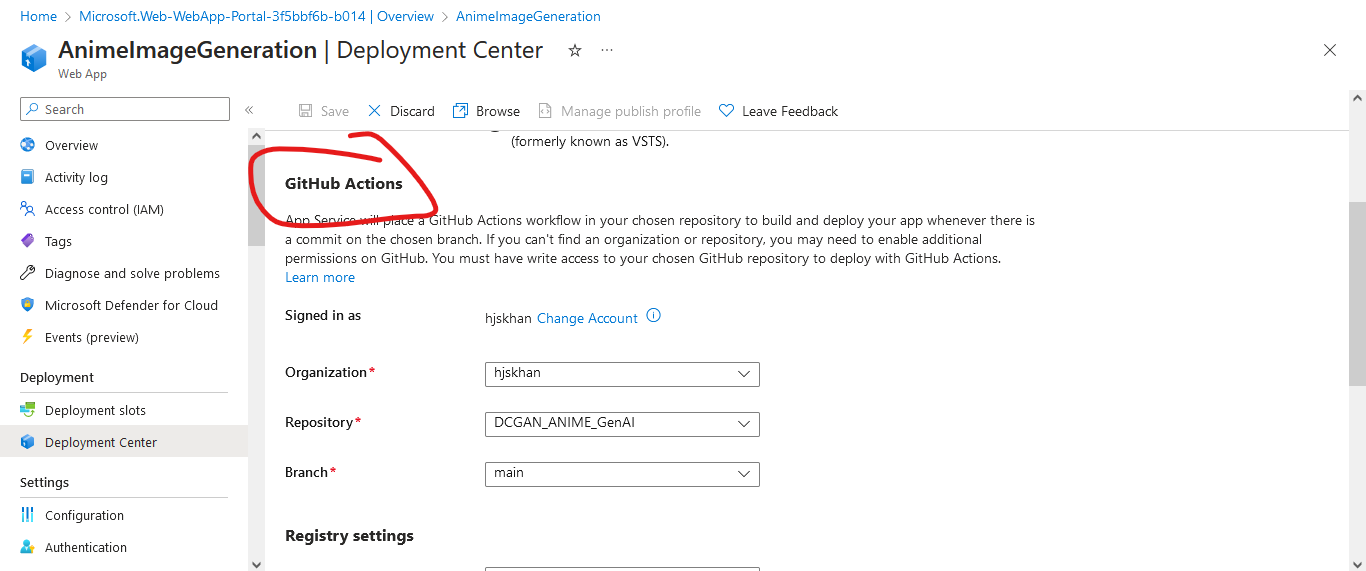 Home > Microsoft.Web-WebApp-Portal-3f5bbf6b-b014 | Overview > AnimeImageGeneration
AnimeImageGeneration | Deployment Center
Web App
Search
Save
Discard
Browse
Manage publish profile
Leave Feedback
Overview
Activity log
Access control (IAM)
Tags
Diagnose and solve problems
Microsoft Defender for Cloud
Events (preview)
Deployment
Deployment slots
Deployment Center
Settings
Configuration
Authentication
(formerly known as VSTS).
GitHub Actions
App Service will place a GitHub Actions workflow in your chosen repository to build and deploy your app whenever there is
a commit on the chosen branch. If you can't find an organization or repository, you may need to enable additional
permissions on GitHub. You must have write access to your chosen GitHub repository to deploy with GitHub Actions.
Learn more
Signed in as
hjskhan Change Account
Organization*
hjskhan
Repository*
DCGAN_ANIME_GenAI
Branch*
main
Registry settings